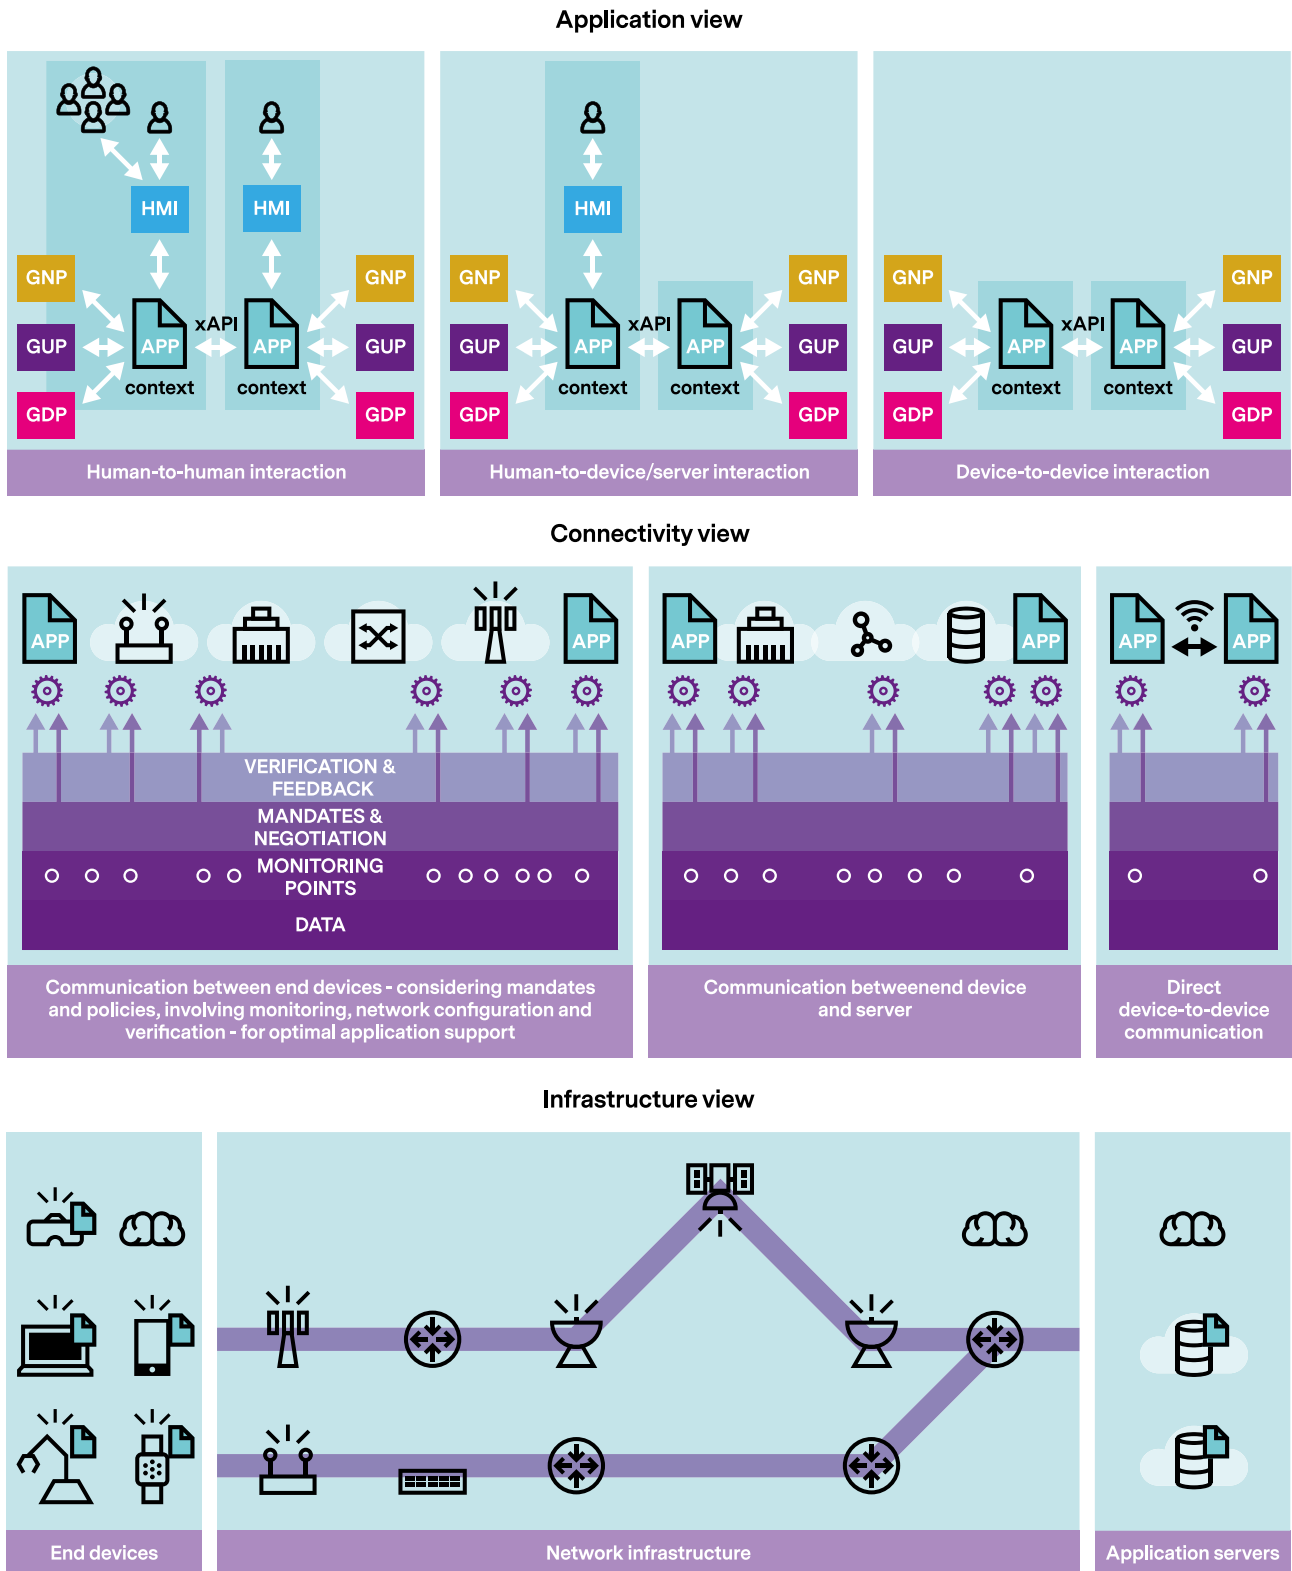 Application view
HMI
HMI
GNP
GNP
xAPI
GUP
APP
APP
GUP
context
context
GDP
GDP
Human-to-human interaction
HMI
GNP
GNP
xAPI
GUP
APP
APP
GUP
context
context
GDP
GDP
Human-to-device/server interaction
GNP
GNP
xAPI
GUP
APP
APP
GUP
context
context
GDP
GDP
Device-to-device interaction
Connectivity view
APP
APP
VERIFICATION &
FEEDBACK
MANDATES &
NEGOTIATION
MONITORING
POINTS
DATA
Communication between end devices - considering mandates
and policies, involving monitoring, network configuration and
verification - for optimal application support
APP
APP
Communication betweenend device
and server
APP
APP
Direct
device-to-device
communication
Infrastructure view
End devices
Network infrastructure
Application servers